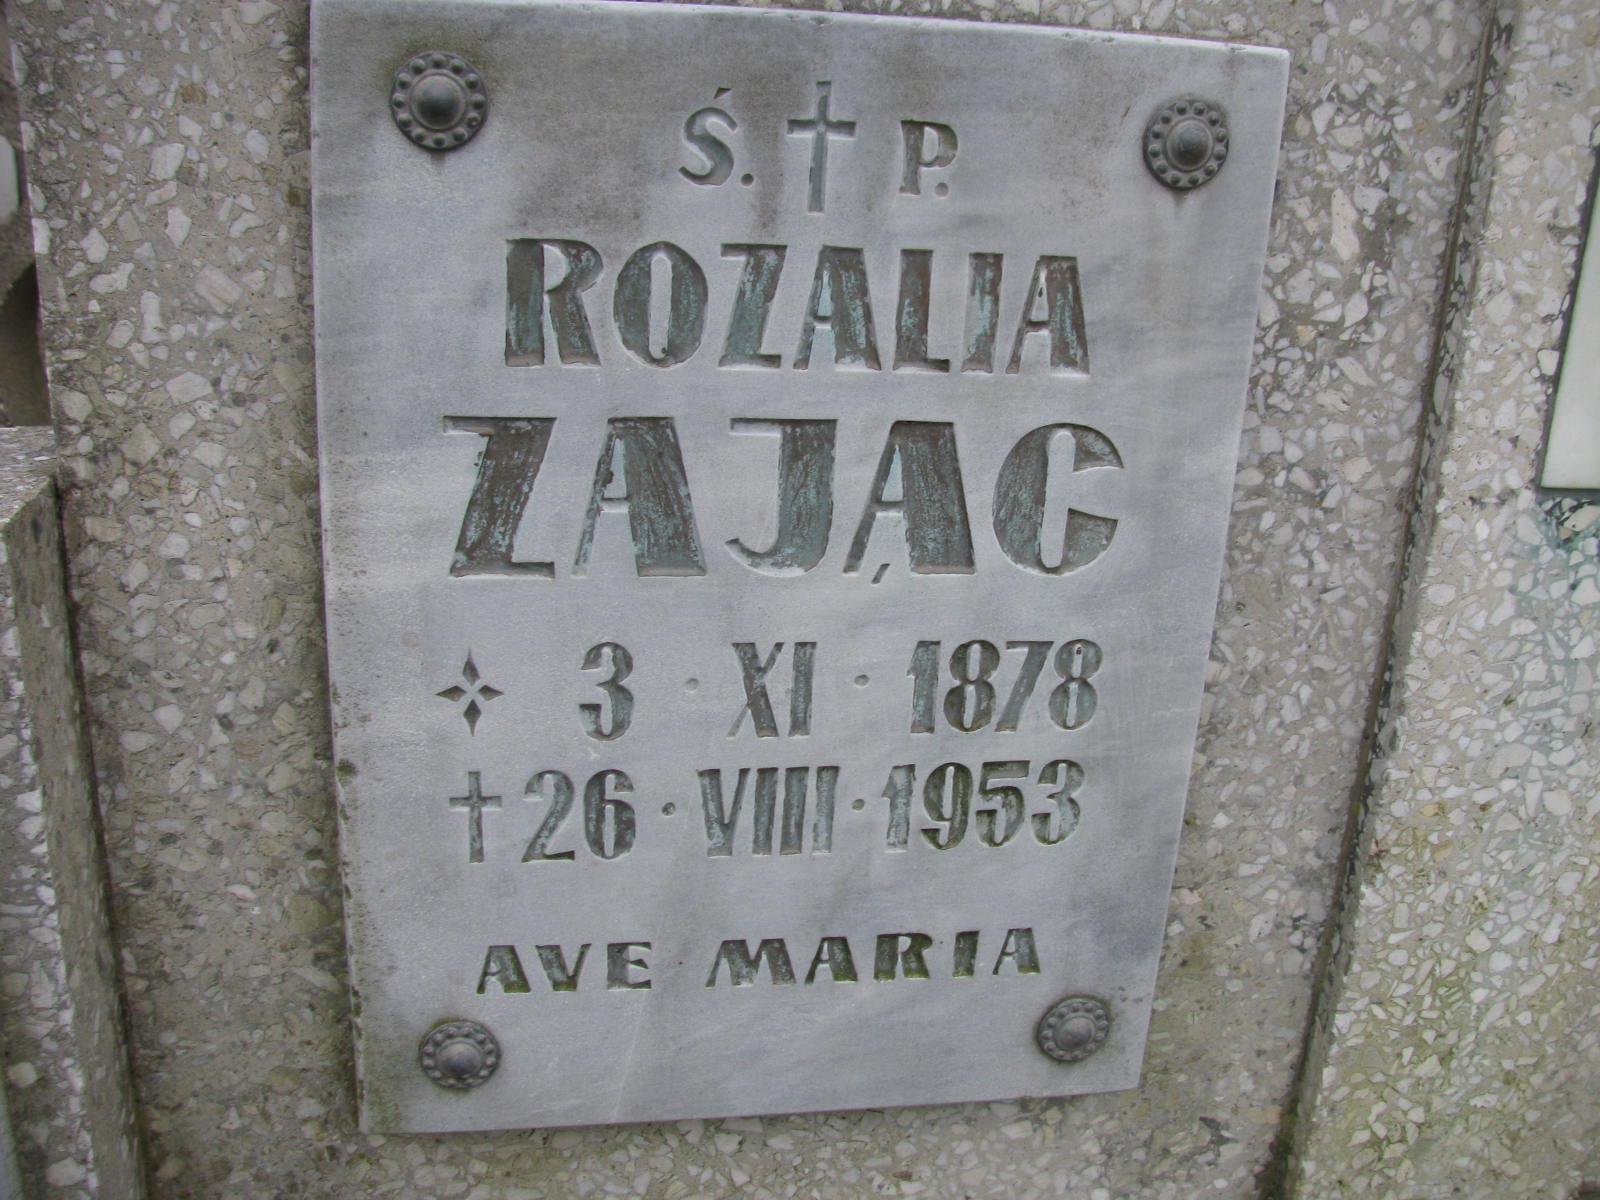 Ś. † P.
ROZALIA
ZAJĄC
✧ 3 · XI · 1878
† 26 · VIII · 1953
AVE MARIA